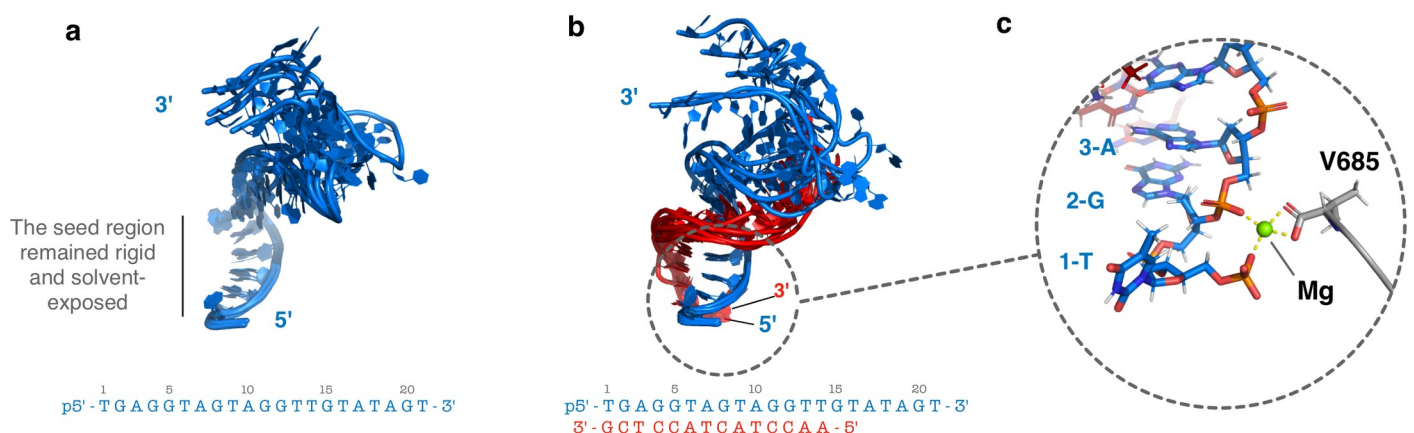 a
3'
The seed region
remained rigid
and solvent-
exposed
5'
1 5 10 15 20
p5'-TGAGGTAGTAGGTTGTATAGT-3'
b
3'
3'
5'
1 5 10 15 20
p5'-TGAGGTAGTAGGTTGTATAGT-3'
3'-GCTCCATCATCCAA-5'
c
3-A
V685
2-G
1-T
Mg